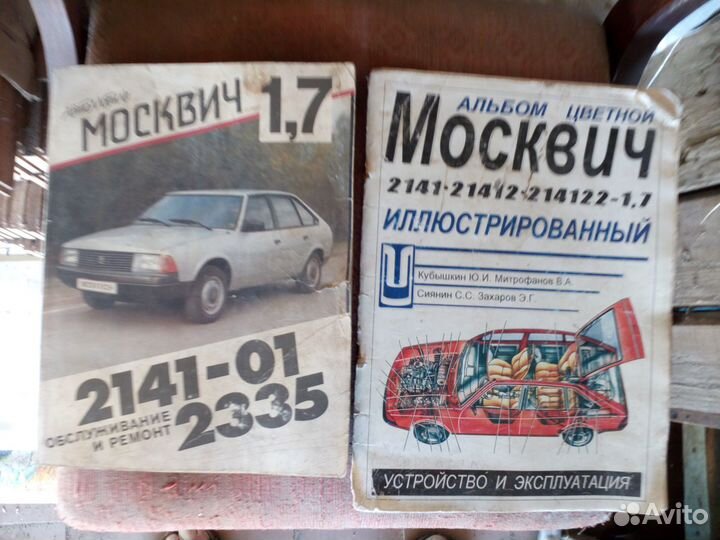 МОСКВИЧ 1,7
2141-01
2335
ОБСЛУЖИВАНИЕ
И РЕМОНТ
АЛЬБОМ ЦВЕТНОЙ
Москвич
2141·21412·214122-1,7
ИЛЛЮСТРИРОВАННЫЙ
Кубышкин Ю.И. Митрофанов В.А.
Сиянин С.С. Захаров Э.Г.
УСТРОЙСТВО И ЭКСПЛУАТАЦИЯ
Avito